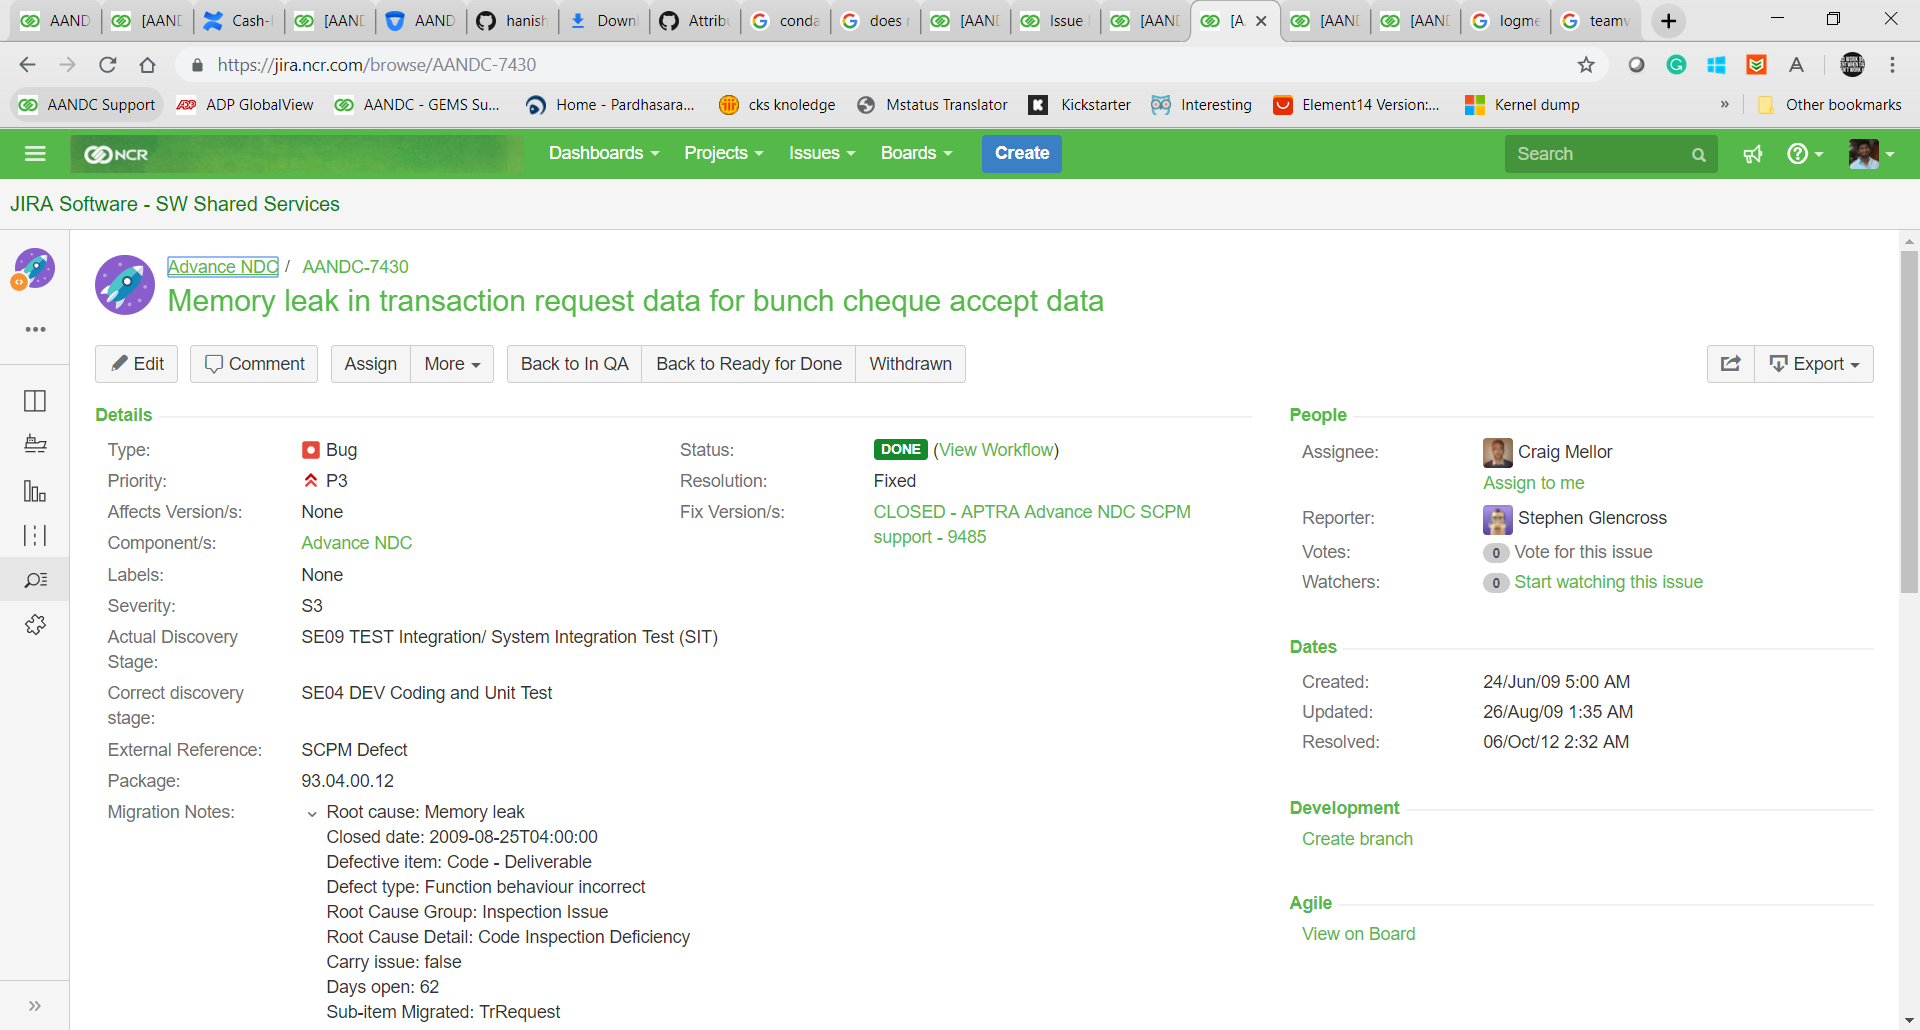 AAND
[AAND
Cash-
[AAND
AAND
hanish
Down
Attrib
conda
does
[AAND
Issue
[AAND
[A
[AAND
[AAND
logme
teamv
https://jira.ncr.com/browse/AANDC-7430
AANDC Support
ADP GlobalView
AANDC - GEMS Su...
Home - Pardhasara...
cks knoledge
Mstatus Translator
Kickstarter
Interesting
Element14 Version:...
Kernel dump
»
Other bookmarks
NCR
Dashboards
Projects
Issues
Boards
Create
Search
JIRA Software - SW Shared Services
Advance NDC / AANDC-7430
Memory leak in transaction request data for bunch cheque accept data
Edit
Comment
Assign
More
Back to In QA
Back to Ready for Done
Withdrawn
Export
Details
Type: Bug
Status: DONE (View Workflow)
Priority: P3
Resolution: Fixed
Affects Version/s: None
Fix Version/s: CLOSED - APTRA Advance NDC SCPM
support - 9485
Component/s: Advance NDC
Labels: None
Severity: S3
Actual Discovery
Stage:
SE09 TEST Integration/ System Integration Test (SIT)
Correct discovery
stage:
SE04 DEV Coding and Unit Test
External Reference: SCPM Defect
Package: 93.04.00.12
Migration Notes: Root cause: Memory leak
Closed date: 2009-08-25T04:00:00
Defective item: Code - Deliverable
Defect type: Function behaviour incorrect
Root Cause Group: Inspection Issue
Root Cause Detail: Code Inspection Deficiency
Carry issue: false
Days open: 62
Sub-item Migrated: TrRequest
People
Assignee: Craig Mellor
Assign to me
Reporter: Stephen Glencross
Votes: 0 Vote for this issue
Watchers: 0 Start watching this issue
Dates
Created: 24/Jun/09 5:00 AM
Updated: 26/Aug/09 1:35 AM
Resolved: 06/Oct/12 2:32 AM
Development
Create branch
Agile
View on Board